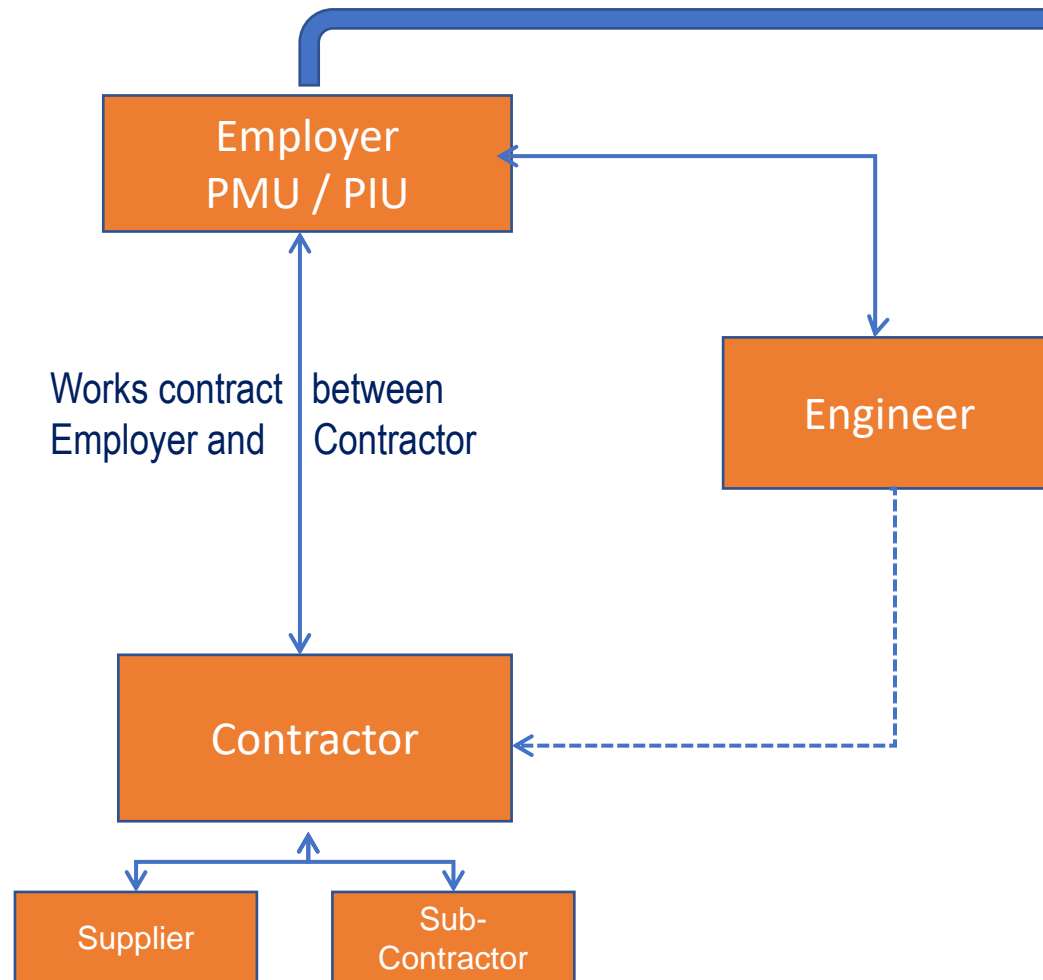 Employer
PMU / PIU
Engineer
Works contract between
Employer and Contractor
Contractor
Supplier
Sub-
Contractor